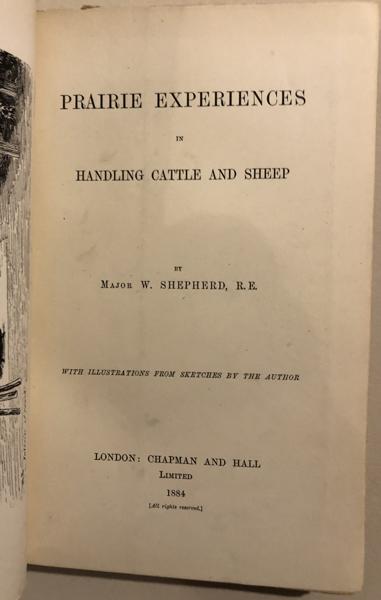 PRAIRIE EXPERIENCES
IN
HANDLING CATTLE AND SHEEP
BY
MAJOR W. SHEPHERD, R.E.
WITH ILLUSTRATIONS FROM SKETCHES BY THE AUTHOR
LONDON: CHAPMAN AND HALL
LIMITED
1884
[All rights reserved.]